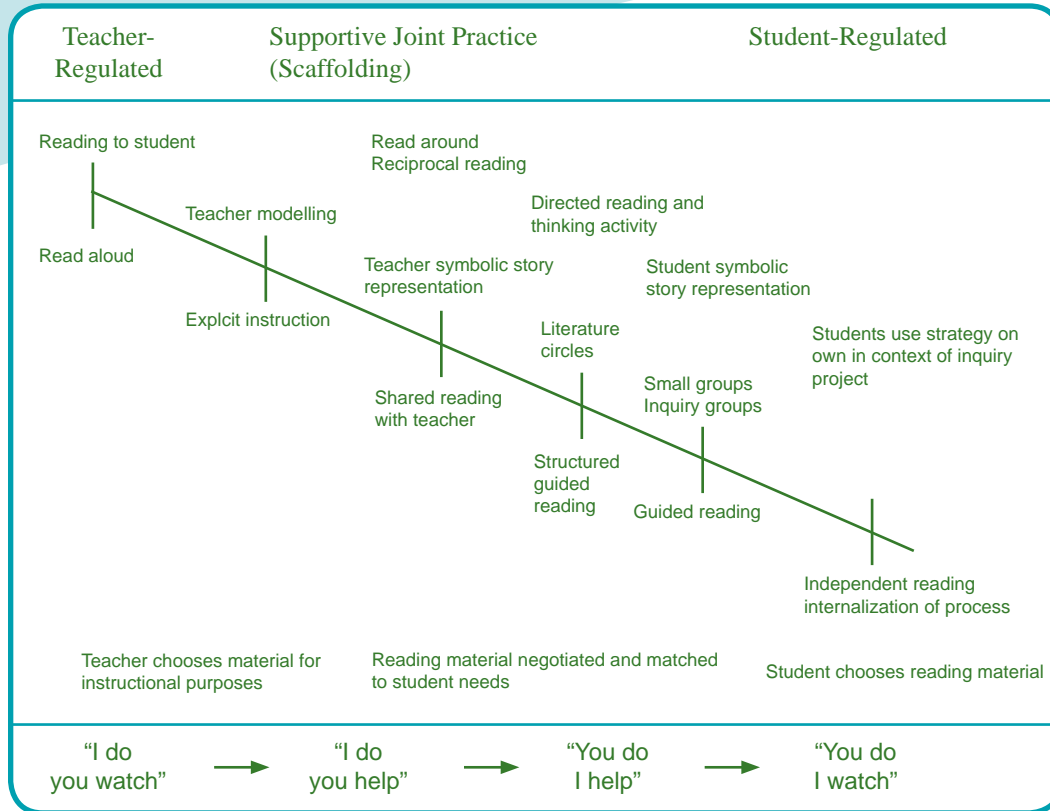 Teacher-
Regulated
Supportive Joint Practice
(Scaffolding)
Student-Regulated
Reading to student
Read aloud
Teacher modelling
Explcit instruction
Read around
Reciprocal reading
Directed reading and
thinking activity
Teacher symbolic story
representation
Shared reading
with teacher
Student symbolic
story representation
Literature
circles
Structured
guided
reading
Small groups
Inquiry groups
Guided reading
Students use strategy on
own in context of inquiry
project
Independent reading
internalization of process
Teacher chooses material for
instructional purposes
Reading material negotiated and matched
to student needs
Student chooses reading material
“I do
you watch”
“I do
you help”
“You do
I help”
“You do
I watch”